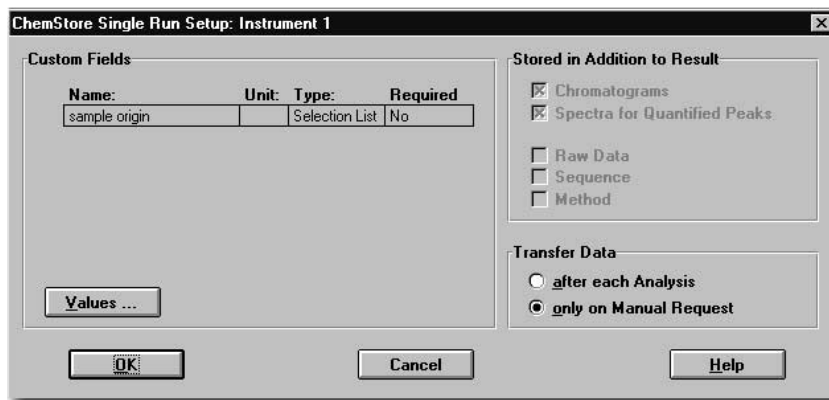 ChemStore Single Run Setup: Instrument 1
Custom Fields
Name: Unit: Type: Required
sample origin Selection List No
Values ...
Stored in Addition to Result
Chromatograms
Spectra for Quantified Peaks
Raw Data
Sequence
Method
Transfer Data
after each Analysis
only on Manual Request
OK Cancel Help